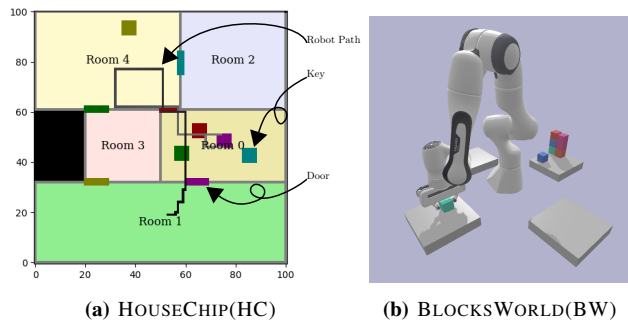 100
80
60
40
20
0
0 20 40 60 80 100
Room 4
Room 2
Room 3
Room 0
Room 1
Robot Path
Key
Door
(a) HOUSECHIP(HC)
(b) BLOCKSWORLD(BW)